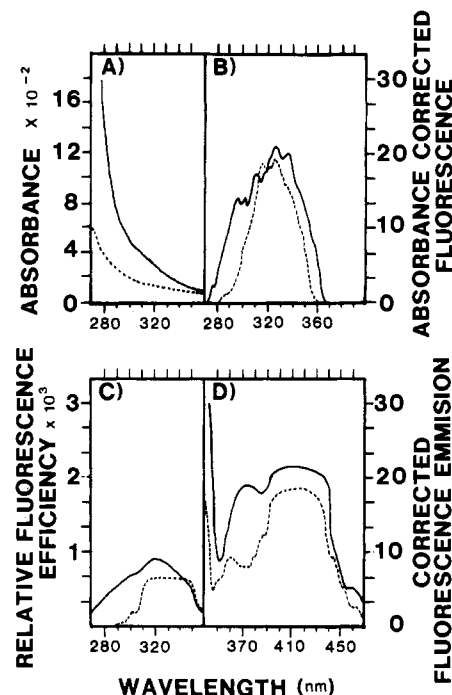 A)
B)
ABSORBANCE x 10-2
16
12
8
4
0
280 320
280 320 360
30
20
10
0
ABSORBANCE CORRECTED
FLUORESCENCE
C)
D)
RELATIVE FLUORESCENCE
EFFICIENCY x 10³
3
2
1
280 320
370 410 450
30
20
10
0
CORRECTED
FLUORESCENCE EMMISION
WAVELENGTH (nm)